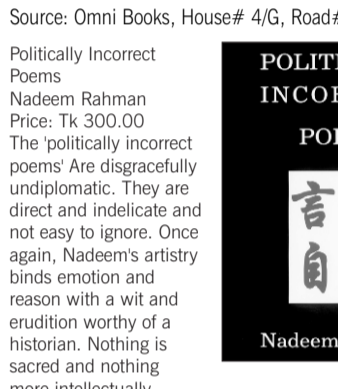 Source: Omni Books, House# 4/G, Road#
Politically Incorrect
Poems
Nadeem Rahman
Price: Tk 300.00
The 'politically incorrect
poems' Are disgracefully
undiplomatic. They are
direct and indelicate and
not easy to ignore. Once
again, Nadeem's artistry
binds emotion and
reason with a wit and
erudition worthy of a
historian. Nothing is
sacred and nothing
more intellectually
POLIT
INCO
PO
言
自
Nadeem